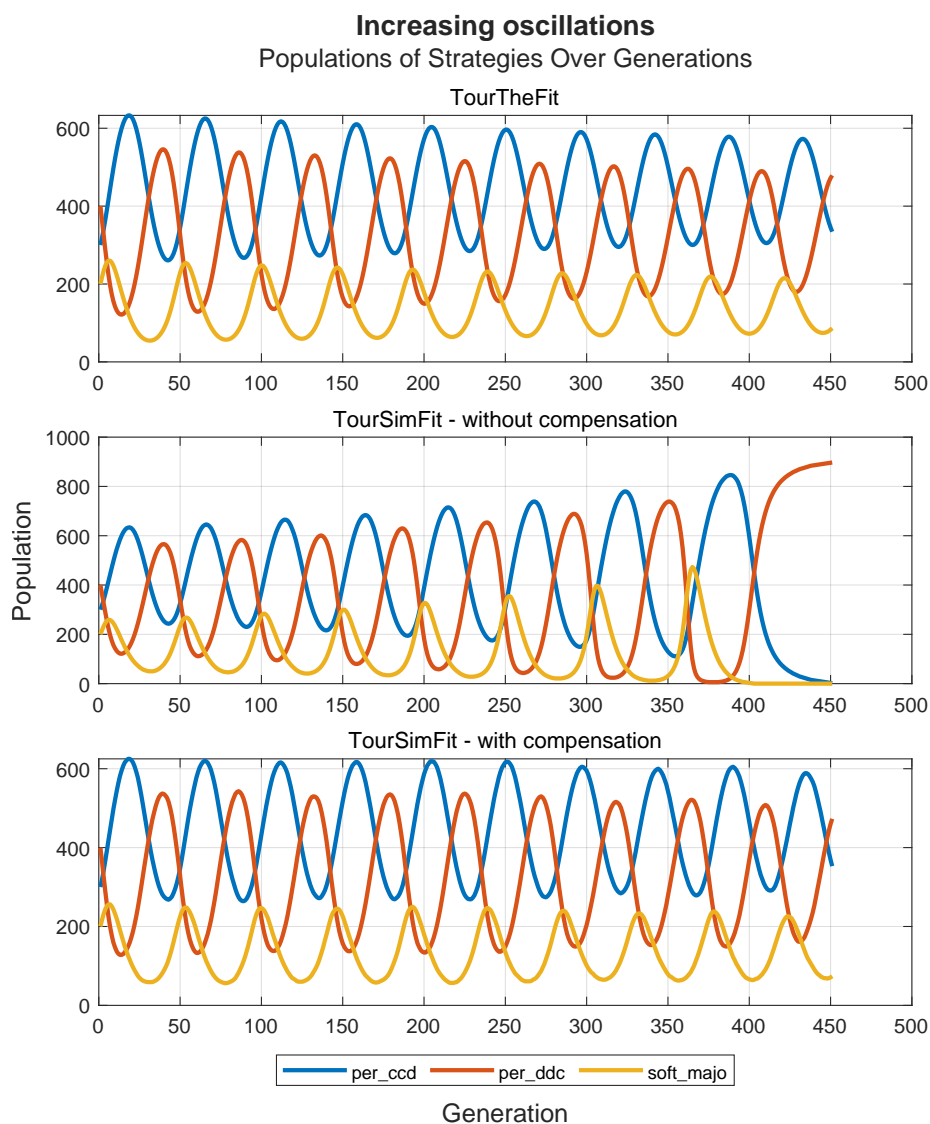 Increasing oscillations
Populations of Strategies Over Generations
TourTheFit
600
400
200
0
0 50 100 150 200 250 300 350 400 450 500
TourSimFit - without compensation
1000
800
600
400
200
0
0 50 100 150 200 250 300 350 400 450 500
Population
TourSimFit - with compensation
600
400
200
0
0 50 100 150 200 250 300 350 400 450 500
per_ccd per_ddc soft_majo
Generation